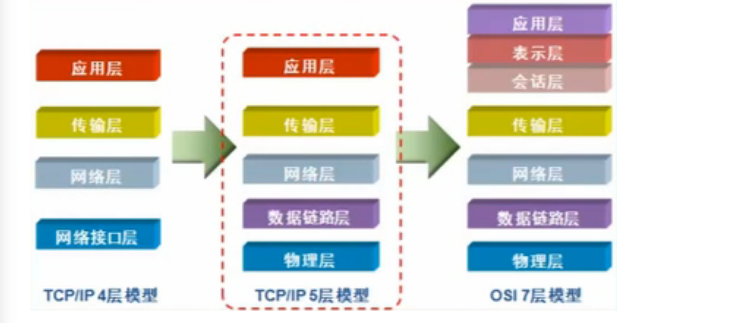 应用层
传输层
网络层
网络接口层
TCP/IP 4层模型
应用层
传输层
网络层
数据链路层
物理层
TCP/IP 5层模型
应用层
表示层
会话层
传输层
网络层
数据链路层
物理层
OSI 7层模型